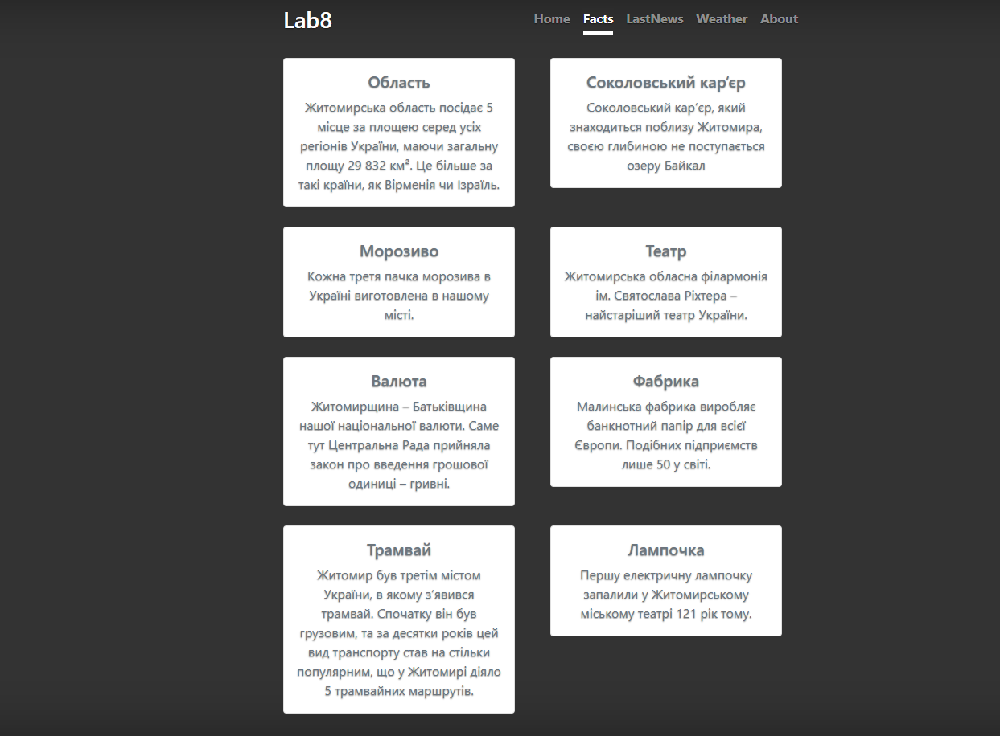 Lab8
Home Facts LastNews Weather About
Область
Житомирська область посідає 5
місце за площею серед усіх
регіонів України, маючи загальну
площу 29 832 км². Це більше за
такі країни, як Вірменія чи Ізраїль.
Соколовський кар’єр
Соколовський кар’єр, який
знаходиться поблизу Житомира,
своєю глибиною не поступається
озеру Байкал
Морозиво
Кожна третя пачка морозива в
Україні виготовлена в нашому
місті.
Театр
Житомирська обласна філармонія
ім. Святослава Ріхтера –
найстаріший театр України.
Валюта
Житомирщина – Батьківщина
нашої національної валюти. Саме
тут Центральна Рада прийняла
закон про введення грошової
одиниці – гривні.
Фабрика
Малинська фабрика виробляє
банкнотний папір для всієї
Європи. Подібних підприємств
лише 50 у світі.
Трамвай
Житомир був третім містом
України, в якому з’явився
трамвай. Спочатку він був
грузовим, та за десятки років цей
вид транспорту став на стільки
популярним, що у Житомирі діяло
5 трамвайних маршрутів.
Лампочка
Першу електричну лампочку
запалили у Житомирському
міському театрі 121 рік тому.